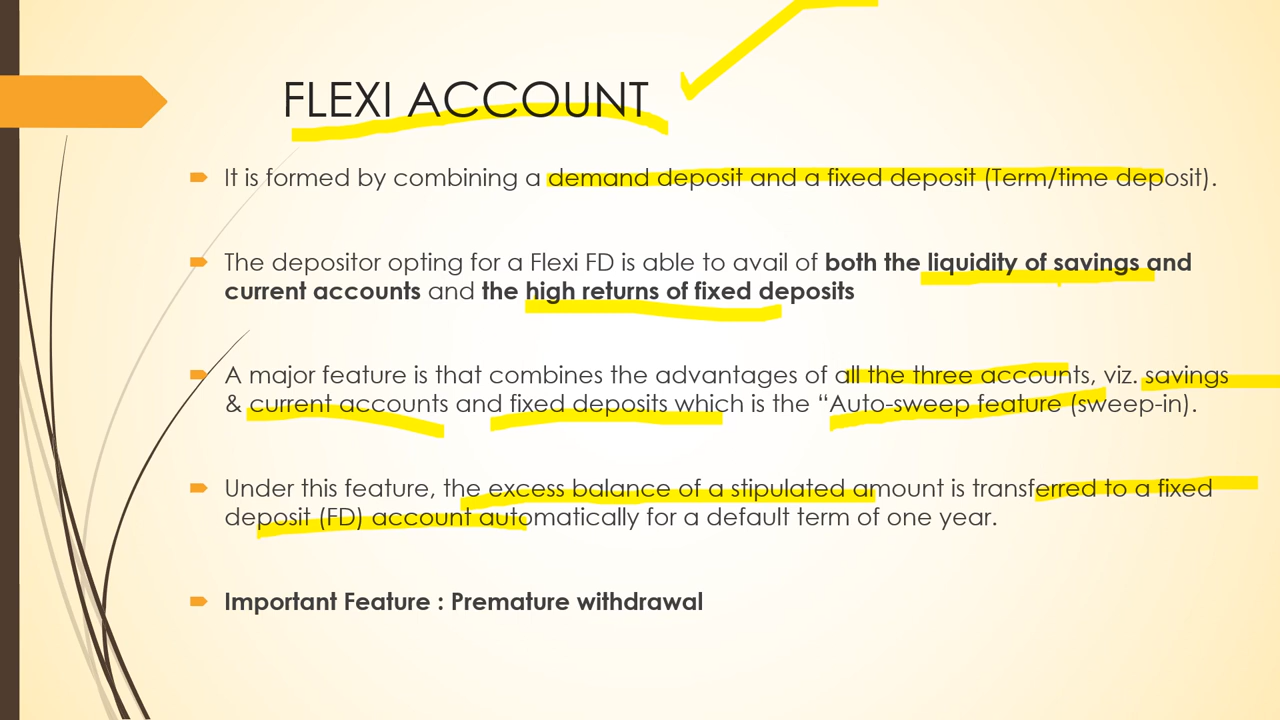 FLEXI ACCOUNT
It is formed by combining a demand deposit and a fixed deposit (Term/time deposit).
The depositor opting for a Flexi FD is able to avail of both the liquidity of savings and
current accounts and the high returns of fixed deposits
A major feature is that combines the advantages of all the three accounts, viz. savings
& current accounts and fixed deposits which is the “Auto-sweep feature (sweep-in).
Under this feature, the excess balance of a stipulated amount is transferred to a fixed
deposit (FD) account automatically for a default term of one year.
Important Feature : Premature withdrawal